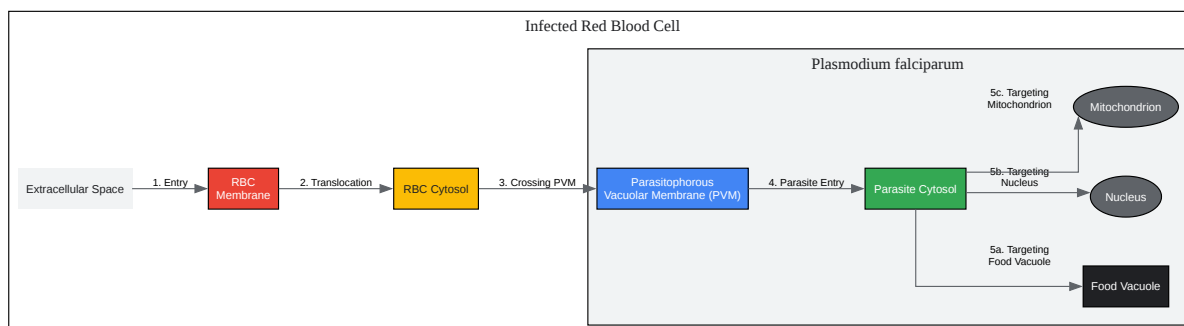 Infected Red Blood Cell
Plasmodium falciparum
5c. Targeting
Mitochondrion
Mitochondrion
Extracellular Space
1. Entry
RBC
Membrane
2. Translocation
RBC Cytosol
3. Crossing PVM
Parasitophorous
Vacuolar Membrane (PVM)
4. Parasite Entry
Parasite Cytosol
5b. Targeting
Nucleus
Nucleus
5a. Targeting
Food Vacuole
Food Vacuole